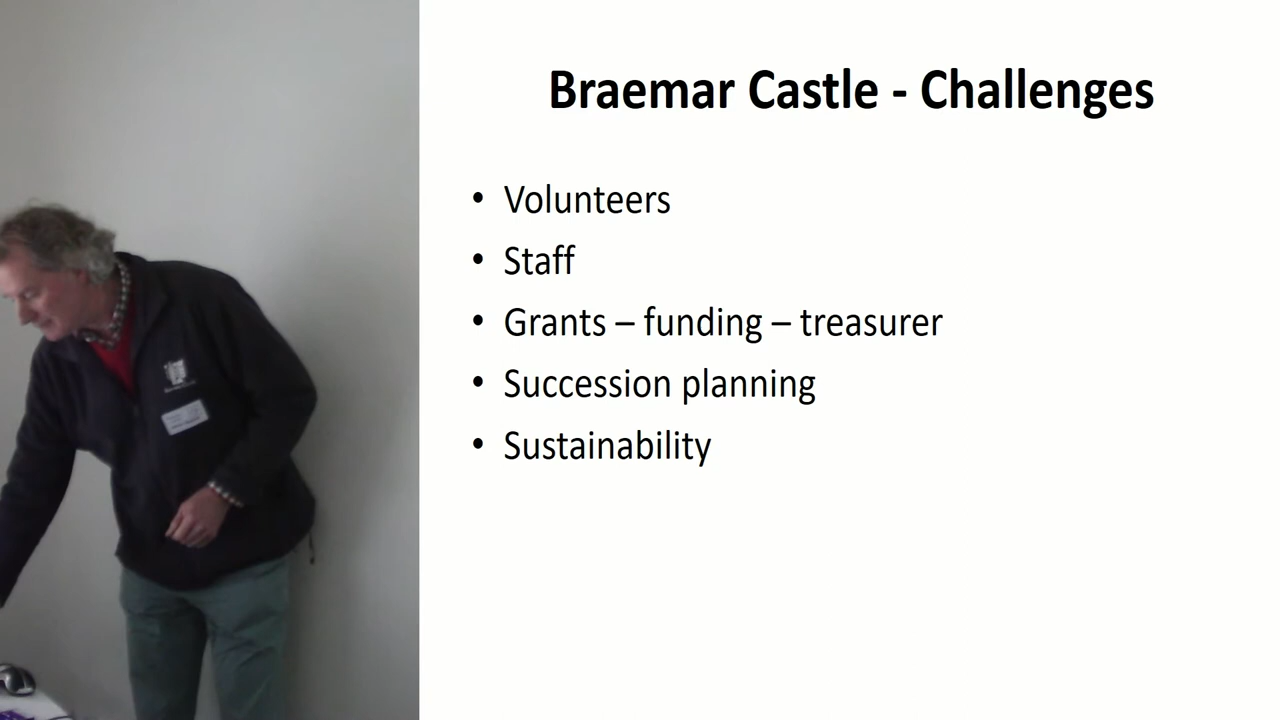 Braemar Castle - Challenges
• Volunteers
• Staff
• Grants – funding – treasurer
• Succession planning
• Sustainability